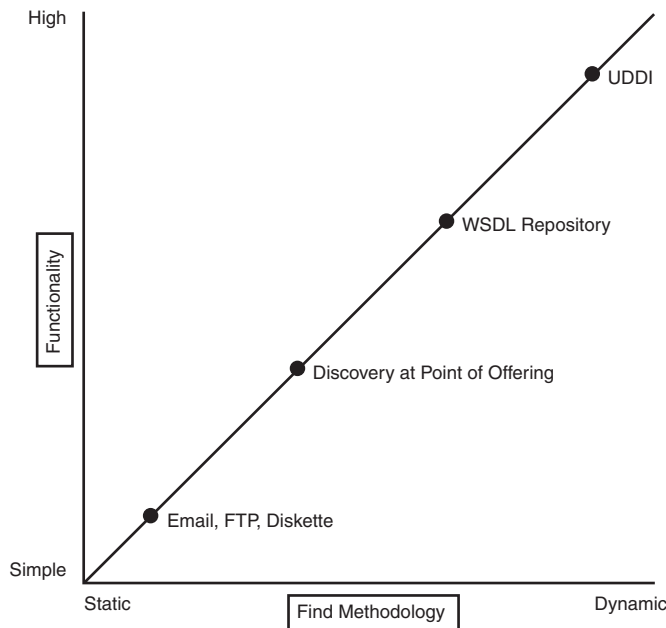 High
UDDI
WSDL Repository
Functionality
Discovery at Point of Offering
Email, FTP, Diskette
Simple
Static
Find Methodology
Dynamic